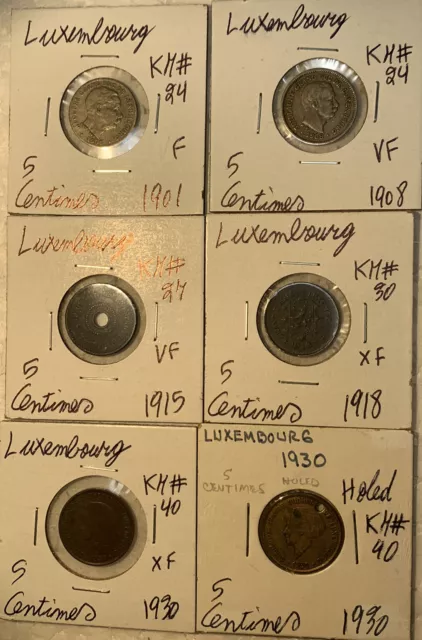 Luxembourg
KM#
24
F
5
Centimes 1901
Luxembourg
KM#
24
VF
5
Centimes 1908
Luxembourg
KM#
27
VF
5
Centimes 1915
Luxembourg
KM#
30
XF
5
Centimes 1918
Luxembourg
KM#
40
XF
5
Centimes 1930
LUXEMBOURG
1930
5 HOLED
CENTIMES
Holed
KM#
40
5
Centimes 1930